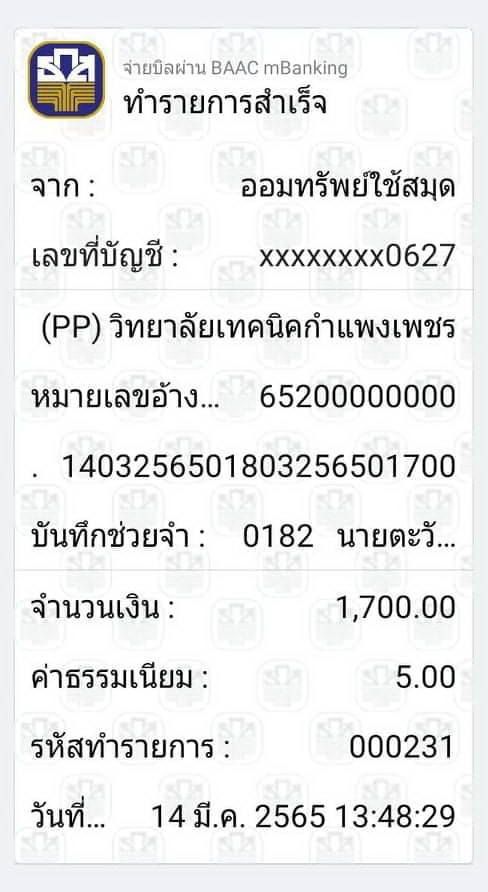 จ่ายบิลผ่าน BAAC mBanking
ทำรายการสำเร็จ
จาก : ออมทรัพย์ใช้สมุด
เลขที่บัญชี : xxxxxxxx0627
(PP) วิทยาลัยเทคนิคกำแพงเพชร
หมายเลขอ้าง... 65200000000
. 1403256501803256501700
บันทึกช่วยจำ : 0182 นายตะวั...
จำนวนเงิน : 1,700.00
ค่าธรรมเนียม : 5.00
รหัสทำรายการ : 000231
วันที่... 14 มี.ค. 2565 13:48:29